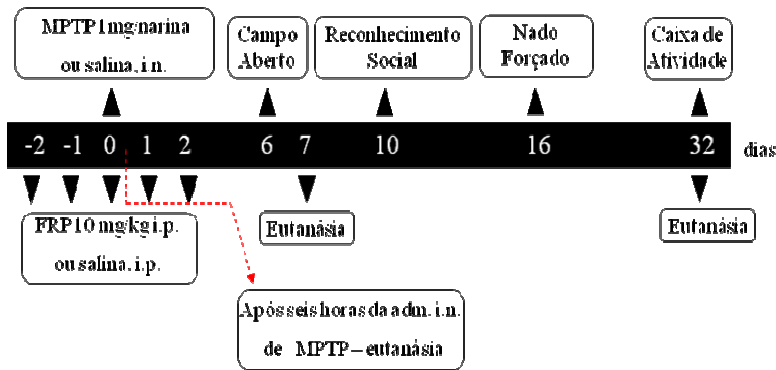 MPTP 1 mg/narina
ou salina, i.n.
Campo
Aberto
Reconhecimento
Social
Nado
Forçado
Caixa de
Atividade
-2 -1 0 1 2 6 7 10 16 32 dias
FRP 10 mg/kg i.p.
ou salina, i.p.
Eutanásia
Eutanásia
Após seis horas da adm. i.n.
de MPTP – eutanásia